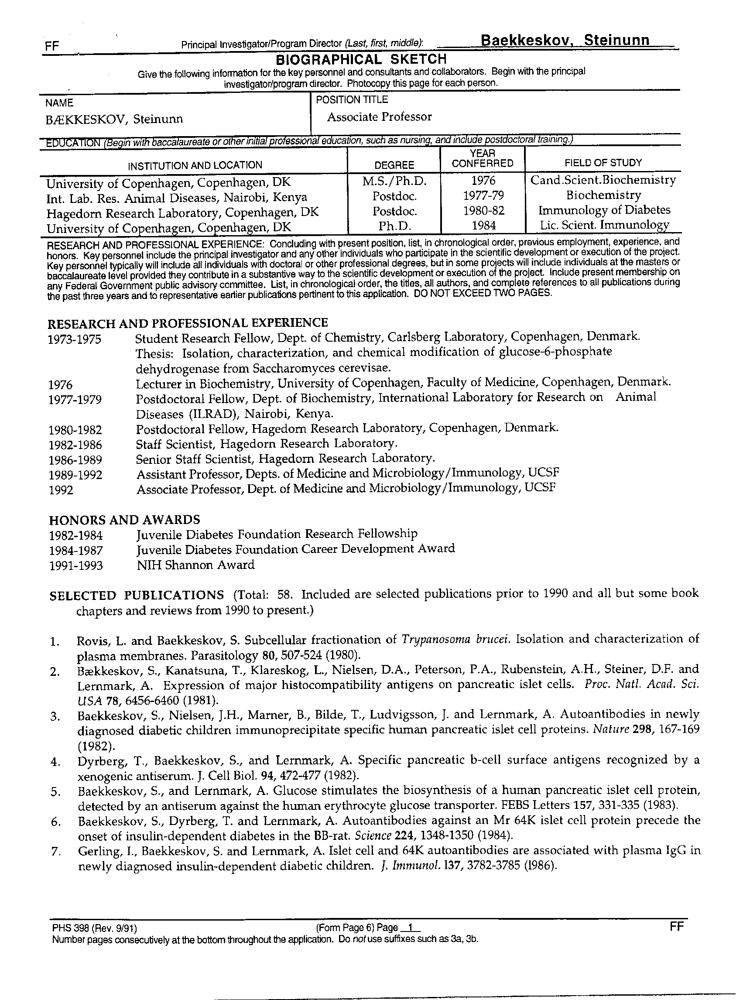 FF Principal Investigator/Program Director (Last, first, middle): Baekkeskov, Steinunn
BIOGRAPHICAL SKETCH
Give the following information for the key personnel and consultants and collaborators. Begin with the principal
investigator/program director. Photocopy this page for each person.
NAME POSITION TITLE
BÆKKESKOV, Steinunn Associate Professor
EDUCATION (Begin with baccalaureate or other initial professional education, such as nursing, and include postdoctoral training.)
INSTITUTION AND LOCATION DEGREE YEAR CONFERRED FIELD OF STUDY
University of Copenhagen, Copenhagen, DK M.S./Ph.D. 1976 Cand.Scient.Biochemistry
Int. Lab. Res. Animal Diseases, Nairobi, Kenya Postdoc. 1977-79 Biochemistry
Hagedorn Research Laboratory, Copenhagen, DK Postdoc. 1980-82 Immunology of Diabetes
University of Copenhagen, Copenhagen, DK Ph.D. 1984 Lic. Scient. Immunology
RESEARCH AND PROFESSIONAL EXPERIENCE: Concluding with present position, list, in chronological order, previous employment, experience, and
honors. Key personnel include the principal investigator and any other individuals who participate in the scientific development or execution of the project.
Key personnel typically will include all individuals with doctoral or other professional degrees, but in some projects will include individuals at the masters or
baccalaureate level provided they contribute in a substantive way to the scientific development or execution of the project. Include present membership on
any Federal Government public advisory committee. List, in chronological order, the titles, all authors, and complete references to all publications during
the past three years and to representative earlier publications pertinent to this application. DO NOT EXCEED TWO PAGES.
RESEARCH AND PROFESSIONAL EXPERIENCE
1973-1975 Student Research Fellow, Dept. of Chemistry, Carlsberg Laboratory, Copenhagen, Denmark.
Thesis: Isolation, characterization, and chemical modification of glucose-6-phosphate
dehydrogenase from Saccharomyces cerevisae.
1976 Lecturer in Biochemistry, University of Copenhagen, Faculty of Medicine, Copenhagen, Denmark.
1977-1979 Postdoctoral Fellow, Dept. of Biochemistry, International Laboratory for Research on Animal
Diseases (ILRAD), Nairobi, Kenya.
1980-1982 Postdoctoral Fellow, Hagedorn Research Laboratory, Copenhagen, Denmark.
1982-1986 Staff Scientist, Hagedorn Research Laboratory.
1986-1989 Senior Staff Scientist, Hagedorn Research Laboratory.
1989-1992 Assistant Professor, Depts. of Medicine and Microbiology/Immunology, UCSF
1992 Associate Professor, Dept. of Medicine and Microbiology/Immunology, UCSF
HONORS AND AWARDS
1982-1984 Juvenile Diabetes Foundation Research Fellowship
1984-1987 Juvenile Diabetes Foundation Career Development Award
1991-1993 NIH Shannon Award
SELECTED PUBLICATIONS (Total: 58. Included are selected publications prior to 1990 and all but some book
chapters and reviews from 1990 to present.)
1. Rovis, L. and Baekkeskov, S. Subcellular fractionation of Trypanosoma brucei. Isolation and characterization of
plasma membranes. Parasitology 80, 507-524 (1980).
2. Bækkeskov, S., Kanatsuna, T., Klareskog, L., Nielsen, D.A., Peterson, P.A., Rubenstein, A.H., Steiner, D.F. and
Lernmark, A. Expression of major histocompatibility antigens on pancreatic islet cells. Proc. Natl. Acad. Sci.
USA 78, 6456-6460 (1981).
3. Baekkeskov, S., Nielsen, J.H., Marner, B., Bilde, T., Ludvigsson, J. and Lernmark, A. Autoantibodies in newly
diagnosed diabetic children immunoprecipitate specific human pancreatic islet cell proteins. Nature 298, 167-169
(1982).
4. Dyrberg, T., Baekkeskov, S., and Lernmark, A. Specific pancreatic b-cell surface antigens recognized by a
xenogenic antiserum. J. Cell Biol. 94, 472-477 (1982).
5. Baekkeskov, S., and Lernmark, A. Glucose stimulates the biosynthesis of a human pancreatic islet cell protein,
detected by an antiserum against the human erythrocyte glucose transporter. FEBS Letters 157, 331-335 (1983).
6. Baekkeskov, S., Dyrberg, T. and Lernmark, A. Autoantibodies against an Mr 64K islet cell protein precede the
onset of insulin-dependent diabetes in the BB-rat. Science 224, 1348-1350 (1984).
7. Gerling, I., Baekkeskov, S. and Lernmark, A. Islet cell and 64K autoantibodies are associated with plasma IgG in
newly diagnosed insulin-dependent diabetic children. J. Immunol. 137, 3782-3785 (1986).
PHS 398 (Rev. 9/91) (Form Page 6) Page 1 FF
Number pages consecutively at the bottom throughout the application. Do not use suffixes such as 3a, 3b.